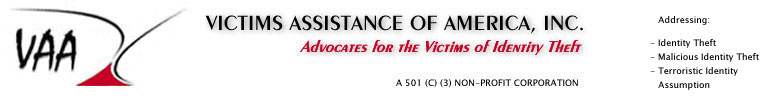 VAA
VICTIMS ASSISTANCE OF AMERICA, INC.
Advocates for the Victims of Identity Theft
A 501 (C) (3) NON-PROFIT CORPORATION
Addressing:
- Identity Theft
- Malicious Identity Theft
- Terroristic Identity
Assumption